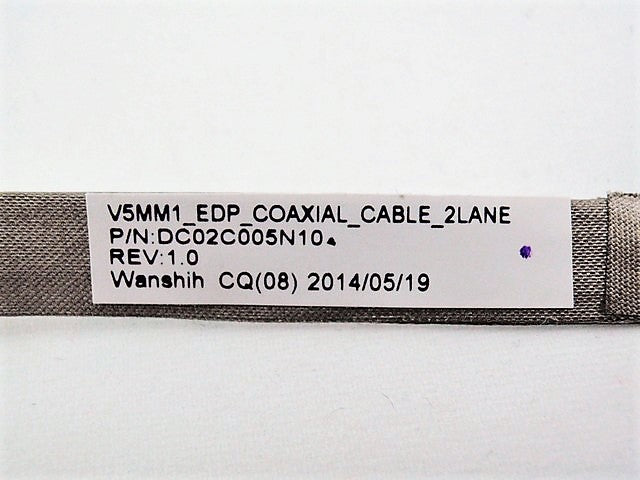 V5MM1_EDP_COAXIAL_CABLE_2LANE
P/N:DC02C005N10
REV:1.0
Wanshih CQ(08) 2014/05/19